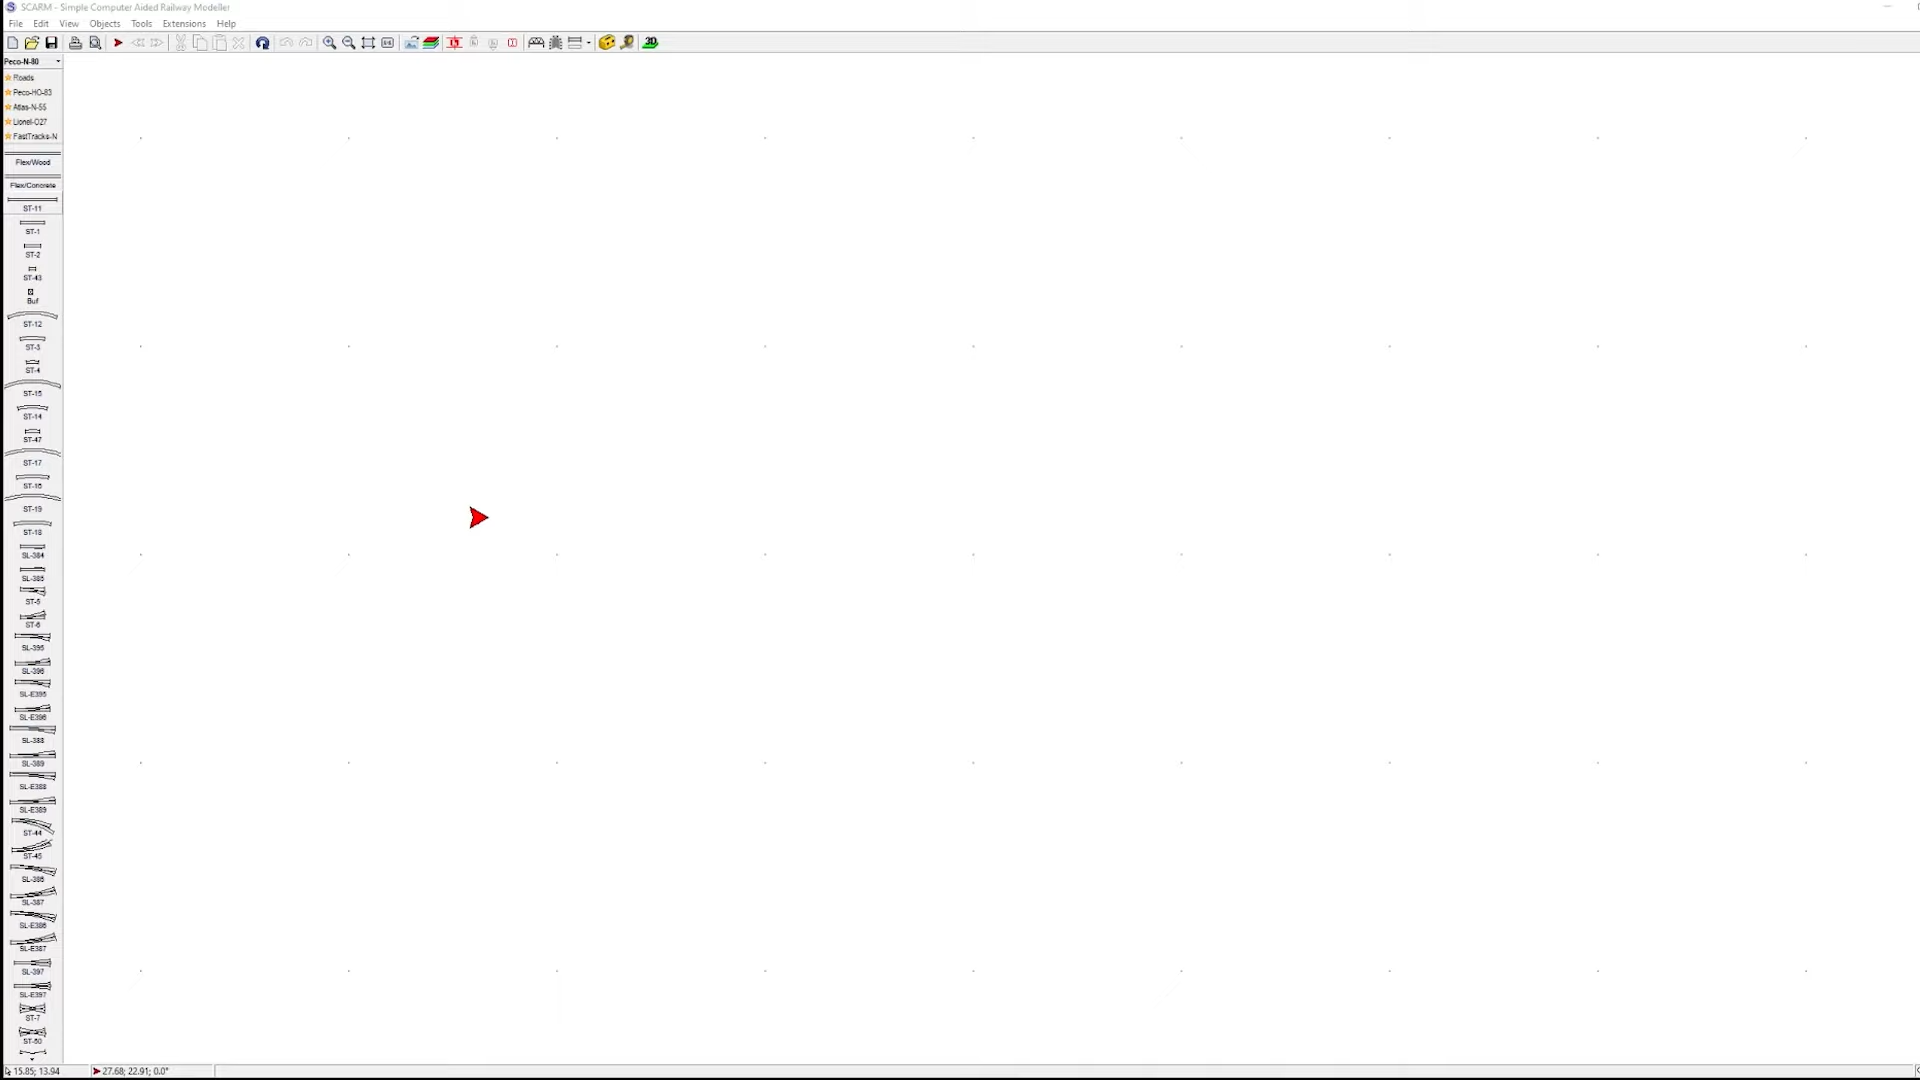 SCARM - Simple Computer Aided Railway Modeller
File Edit View Objects Tools Extensions Help
3D
Peco-N-80
Roads
Peco-HO-83
Atlas-N-55
Lionel-O27
FastTracks-N
Flex/Wood
Flex/Concrete
ST-11
ST-1
ST-2
ST-43
Buf
ST-12
ST-3
ST-4
ST-15
ST-14
ST-47
ST-17
ST-16
ST-19
ST-18
SL-384
SL-385
ST-5
ST-6
SL-395
SL-396
SL-E395
SL-E396
SL-388
SL-389
SL-E388
SL-E389
ST-44
ST-45
SL-386
SL-387
SL-E386
SL-E387
SL-397
SL-E397
ST-7
ST-50
15.85; 13.94 27.68; 22.91; 0.0°